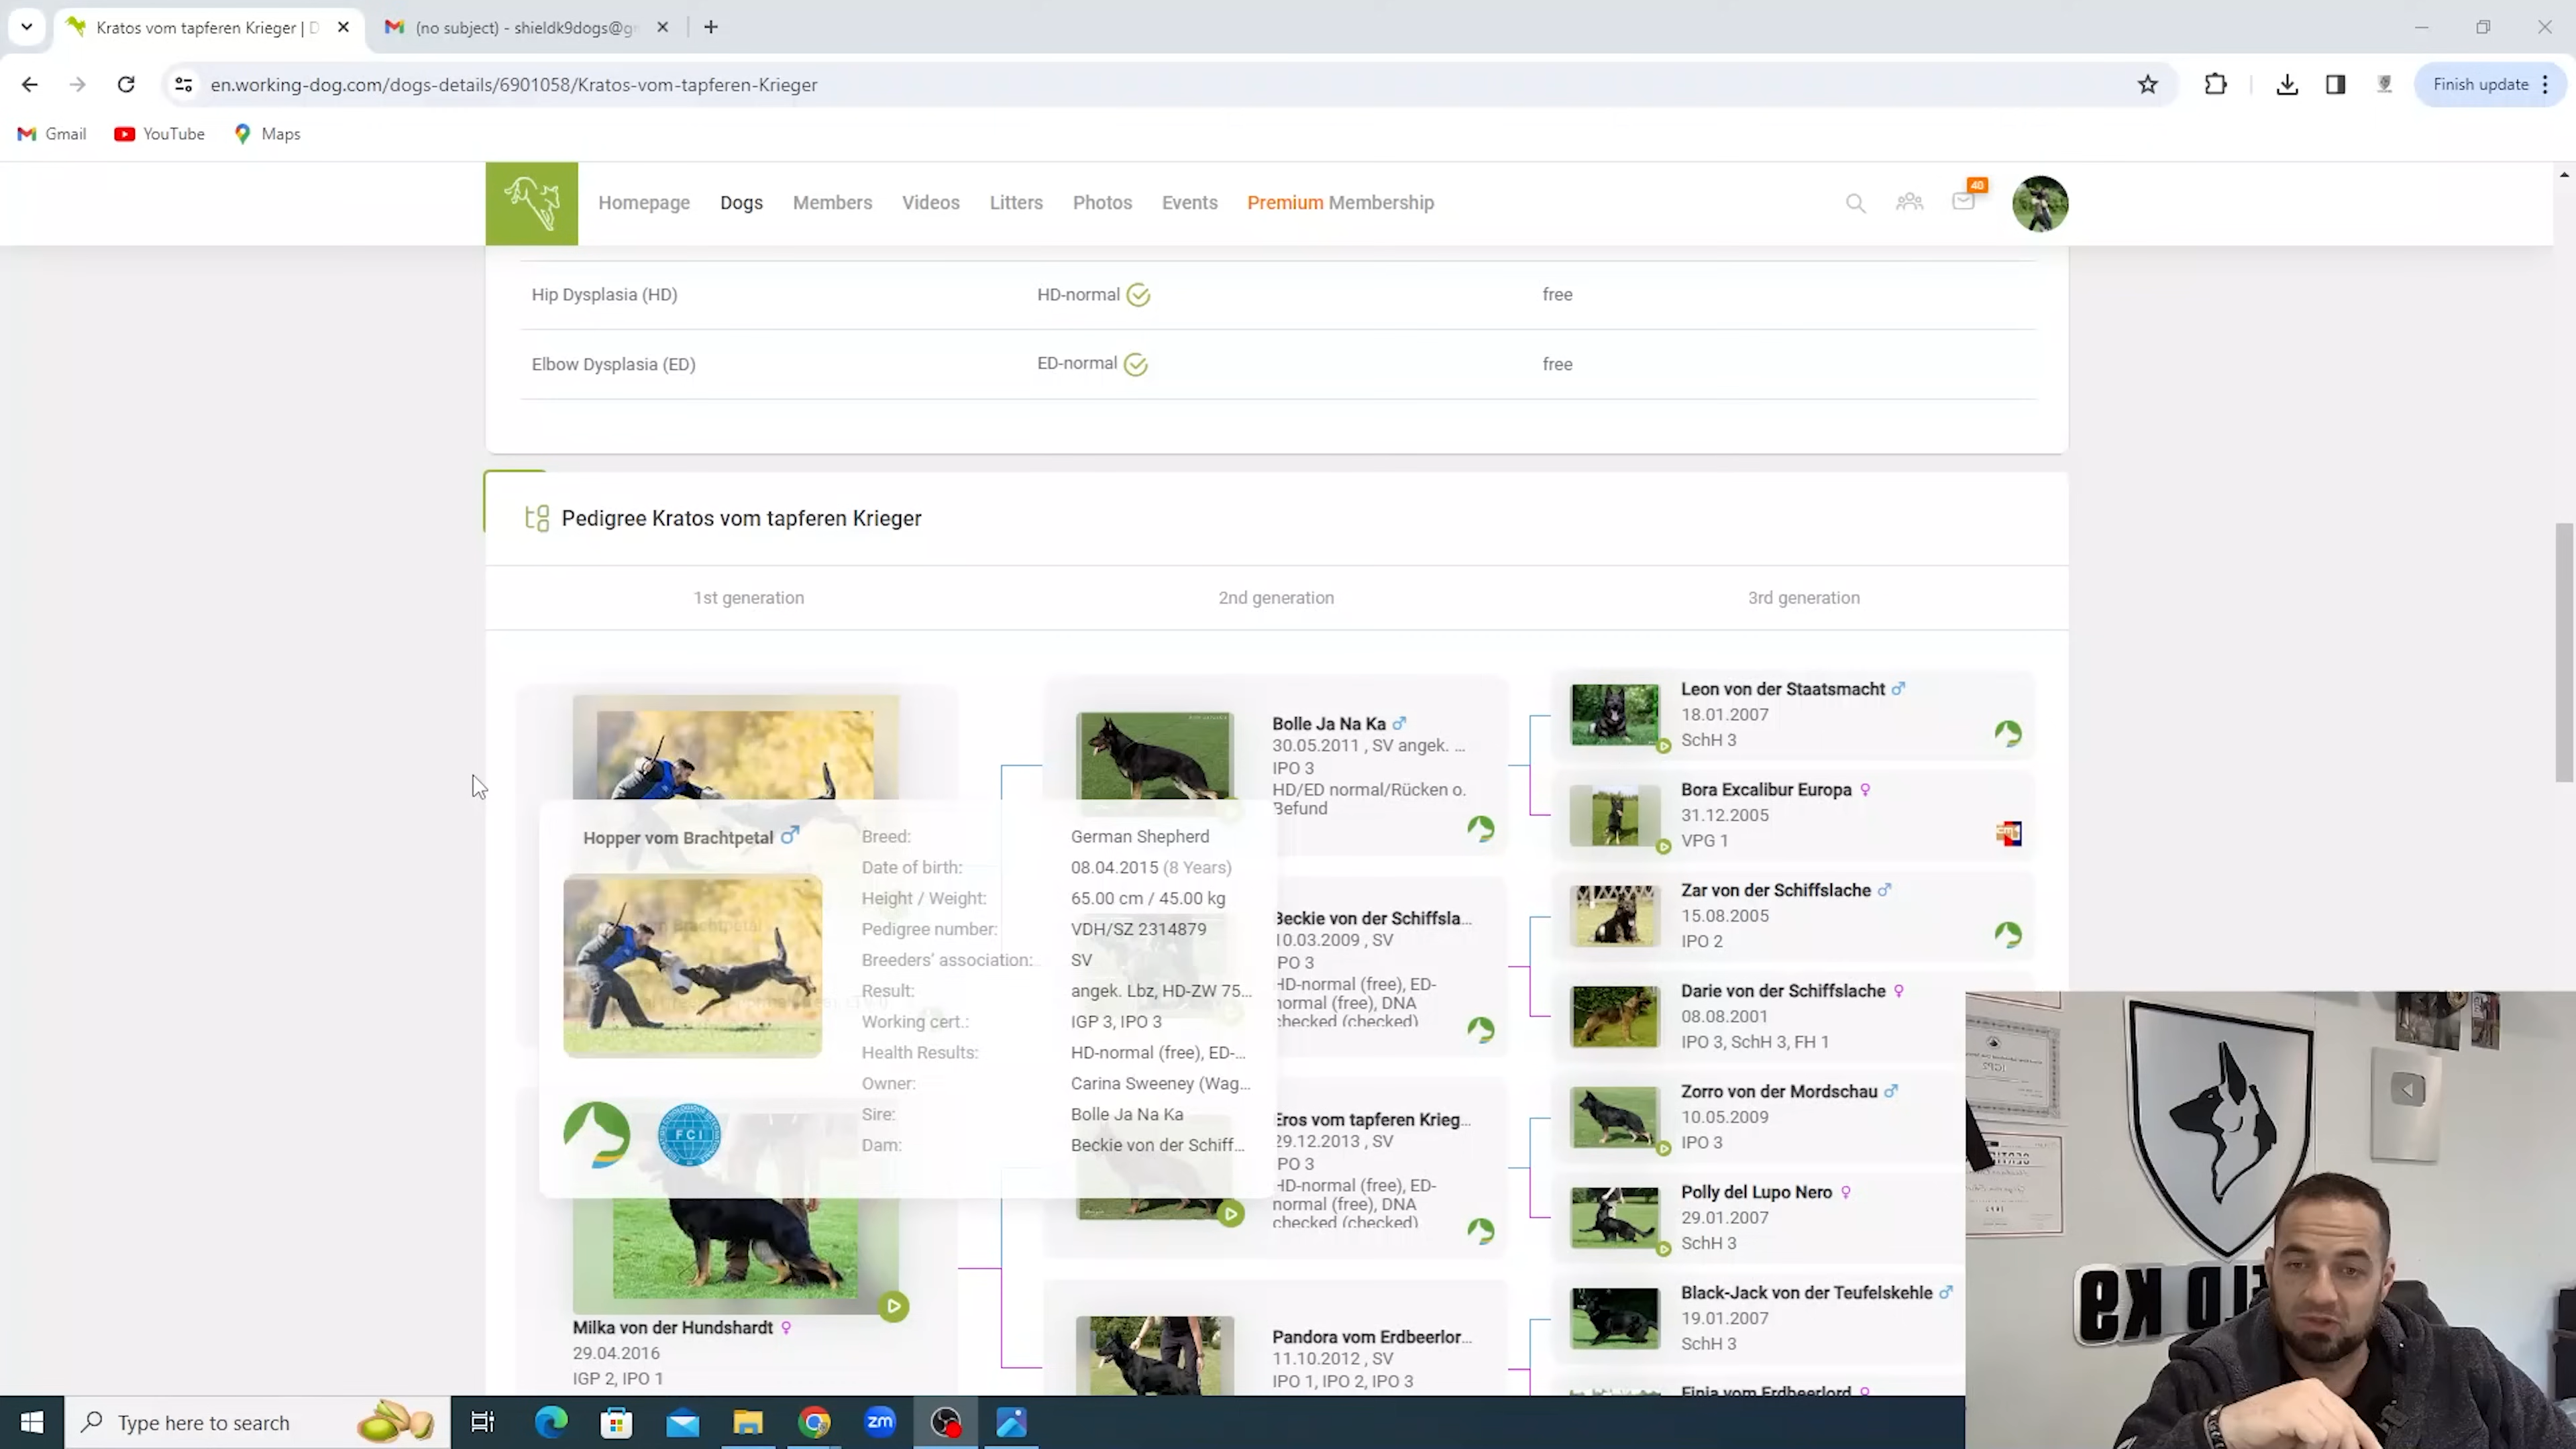 Kratos vom tapferen Krieger | D
(no subject) - shieldk9dogs@gm
en.working-dog.com/dogs-details/6901058/Kratos-vom-tapferen-Krieger
Finish update
Gmail
YouTube
Maps
Homepage
Dogs
Members
Videos
Litters
Photos
Events
Premium Membership
40
Hip Dysplasia (HD)
HD-normal
free
Elbow Dysplasia (ED)
ED-normal
free
Pedigree Kratos vom tapferen Krieger
1st generation
2nd generation
3rd generation
Hopper vom Brachtpetal
FCI
Breed:
German Shepherd
Date of birth:
08.04.2015 (8 Years)
Height / Weight:
65.00 cm / 45.00 kg
Pedigree number:
VDH/SZ 2314879
Breeders' association:
SV
Result:
angek. Lbz, HD-ZW 75...
Working cert.:
IGP 3, IPO 3
Health Results:
HD-normal (free), ED-...
Owner:
Carina Sweeney (Wag...
Sire:
Bolle Ja Na Ka
Dam:
Beckie von der Schiff...
Milka von der Hundshardt
29.04.2016
IGP 2, IPO 1
Bolle Ja Na Ka
30.05.2011 , SV angek. ...
IPO 3
HD/ED normal/Rücken o.
Befund
Beckie von der Schiffsla...
10.03.2009 , SV
IPO 3
HD-normal (free), ED-
normal (free), DNA
checked (checked)
Eros vom tapferen Krieg...
29.12.2013 , SV
IPO 3
HD-normal (free), ED-
normal (free), DNA
checked (checked)
Pandora vom Erdbeerlor...
11.10.2012 , SV
IPO 1, IPO 2, IPO 3
Leon von der Staatsmacht
18.01.2007
SchH 3
Bora Excalibur Europa
31.12.2005
VPG 1
Zar von der Schiffslache
15.08.2005
IPO 2
Darie von der Schiffslache
08.08.2001
IPO 3, SchH 3, FH 1
Zorro von der Mordschau
10.05.2009
IPO 3
Polly del Lupo Nero
29.01.2007
SchH 3
Black-Jack von der Teufelskehle
19.01.2007
SchH 3
Finja vom Erdbeerlord
Type here to search
zm